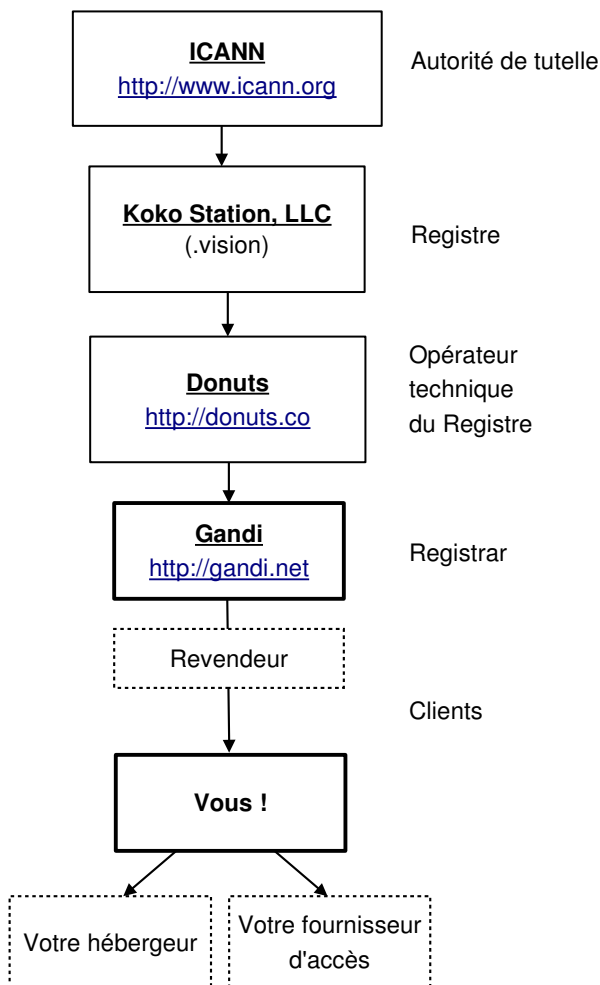 ICANN
http://www.icann.org
Autorité de tutelle
Koko Station, LLC
(.vision)
Registre
Donuts
http://donuts.co
Opérateur
technique
du Registre
Gandi
http://gandi.net
Registrar
Revendeur
Clients
Vous !
Votre hébergeur
Votre fournisseur
d'accès